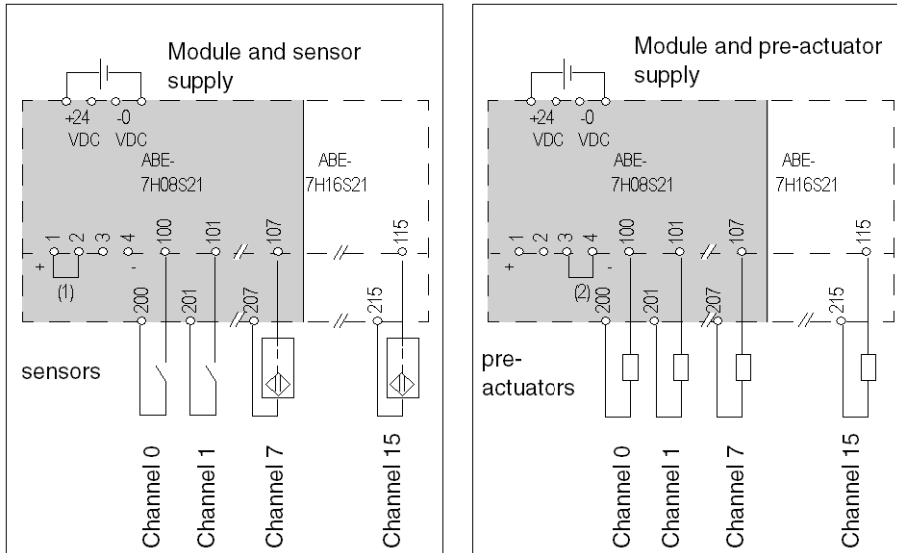 Module and sensor
supply
+24 -0
VDC VDC
ABE-
7H08S21
ABE-
7H16S21
1 2 3 4 100 101 107 115
+ -
(1)
200 201 207 215
sensors
Channel 0
Channel 1
Channel 7
Channel 15
Module and pre-actuator
supply
+24 -0
VDC VDC
ABE-
7H08S21
ABE-
7H16S21
1 2 3 4 100 101 107 115
+ -
(2)
200 201 207 215
pre-
actuators
Channel 0
Channel 1
Channel 7
Channel 15